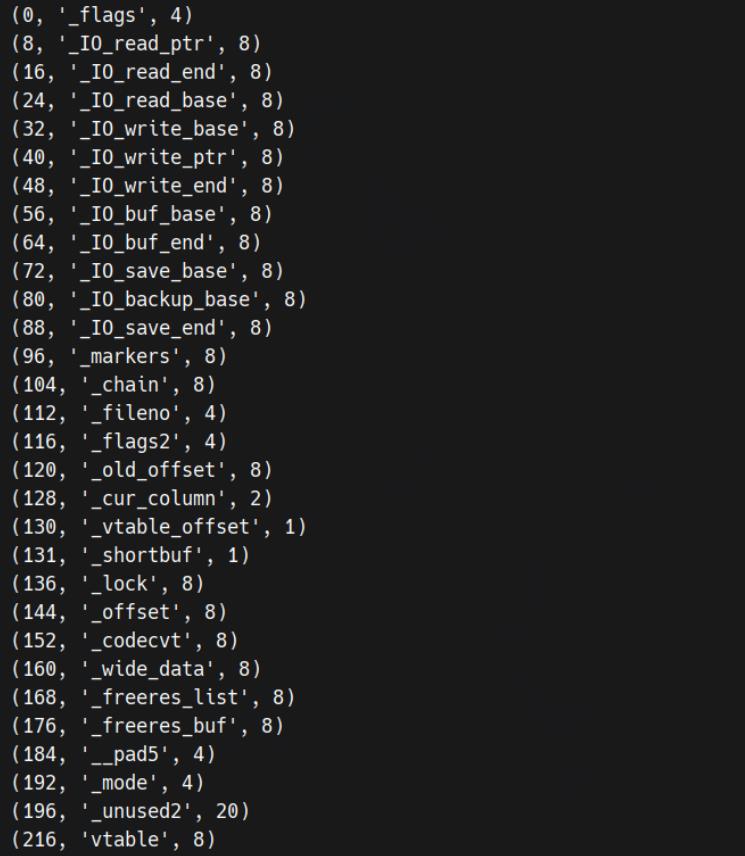 (0, '_flags', 4)
(8, '_IO_read_ptr', 8)
(16, '_IO_read_end', 8)
(24, '_IO_read_base', 8)
(32, '_IO_write_base', 8)
(40, '_IO_write_ptr', 8)
(48, '_IO_write_end', 8)
(56, '_IO_buf_base', 8)
(64, '_IO_buf_end', 8)
(72, '_IO_save_base', 8)
(80, '_IO_backup_base', 8)
(88, '_IO_save_end', 8)
(96, '_markers', 8)
(104, '_chain', 8)
(112, '_fileno', 4)
(116, '_flags2', 4)
(120, '_old_offset', 8)
(128, '_cur_column', 2)
(130, '_vtable_offset', 1)
(131, '_shortbuf', 1)
(136, '_lock', 8)
(144, '_offset', 8)
(152, '_codecvt', 8)
(160, '_wide_data', 8)
(168, '_freeres_list', 8)
(176, '_freeres_buf', 8)
(184, '__pad5', 4)
(192, '_mode', 4)
(196, '_unused2', 20)
(216, 'vtable', 8)